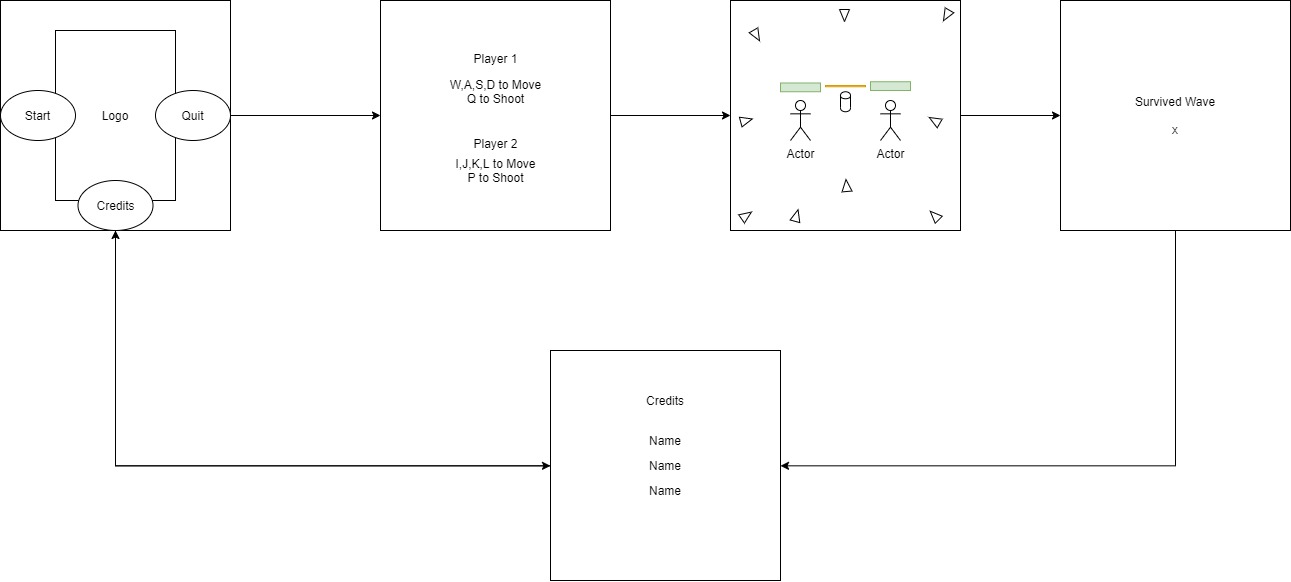 Start
Logo
Quit
Credits
Player 1
W,A,S,D to Move
Q to Shoot
Player 2
I,J,K,L to Move
P to Shoot
Actor
Actor
Survived Wave
x
Credits
Name
Name
Name